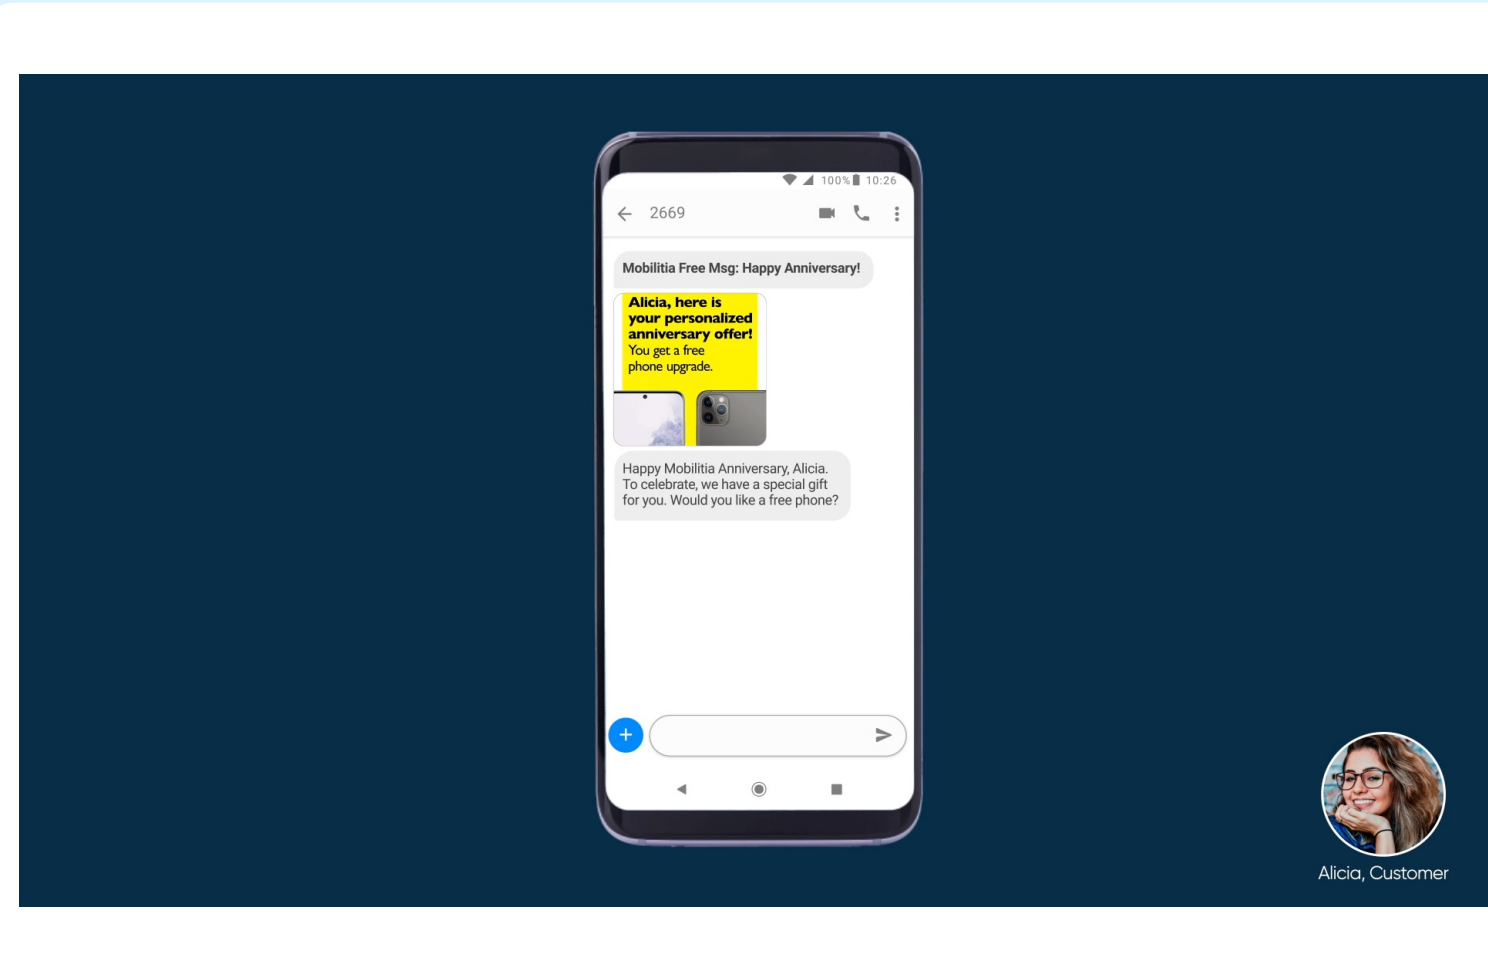 100% 10:26
2669
Mobilitia Free Msg: Happy Anniversary!
Alicia, here is
your personalized
anniversary offer!
You get a free
phone upgrade.
Happy Mobilitia Anniversary, Alicia.
To celebrate, we have a special gift
for you. Would you like a free phone?
Alicia, Customer